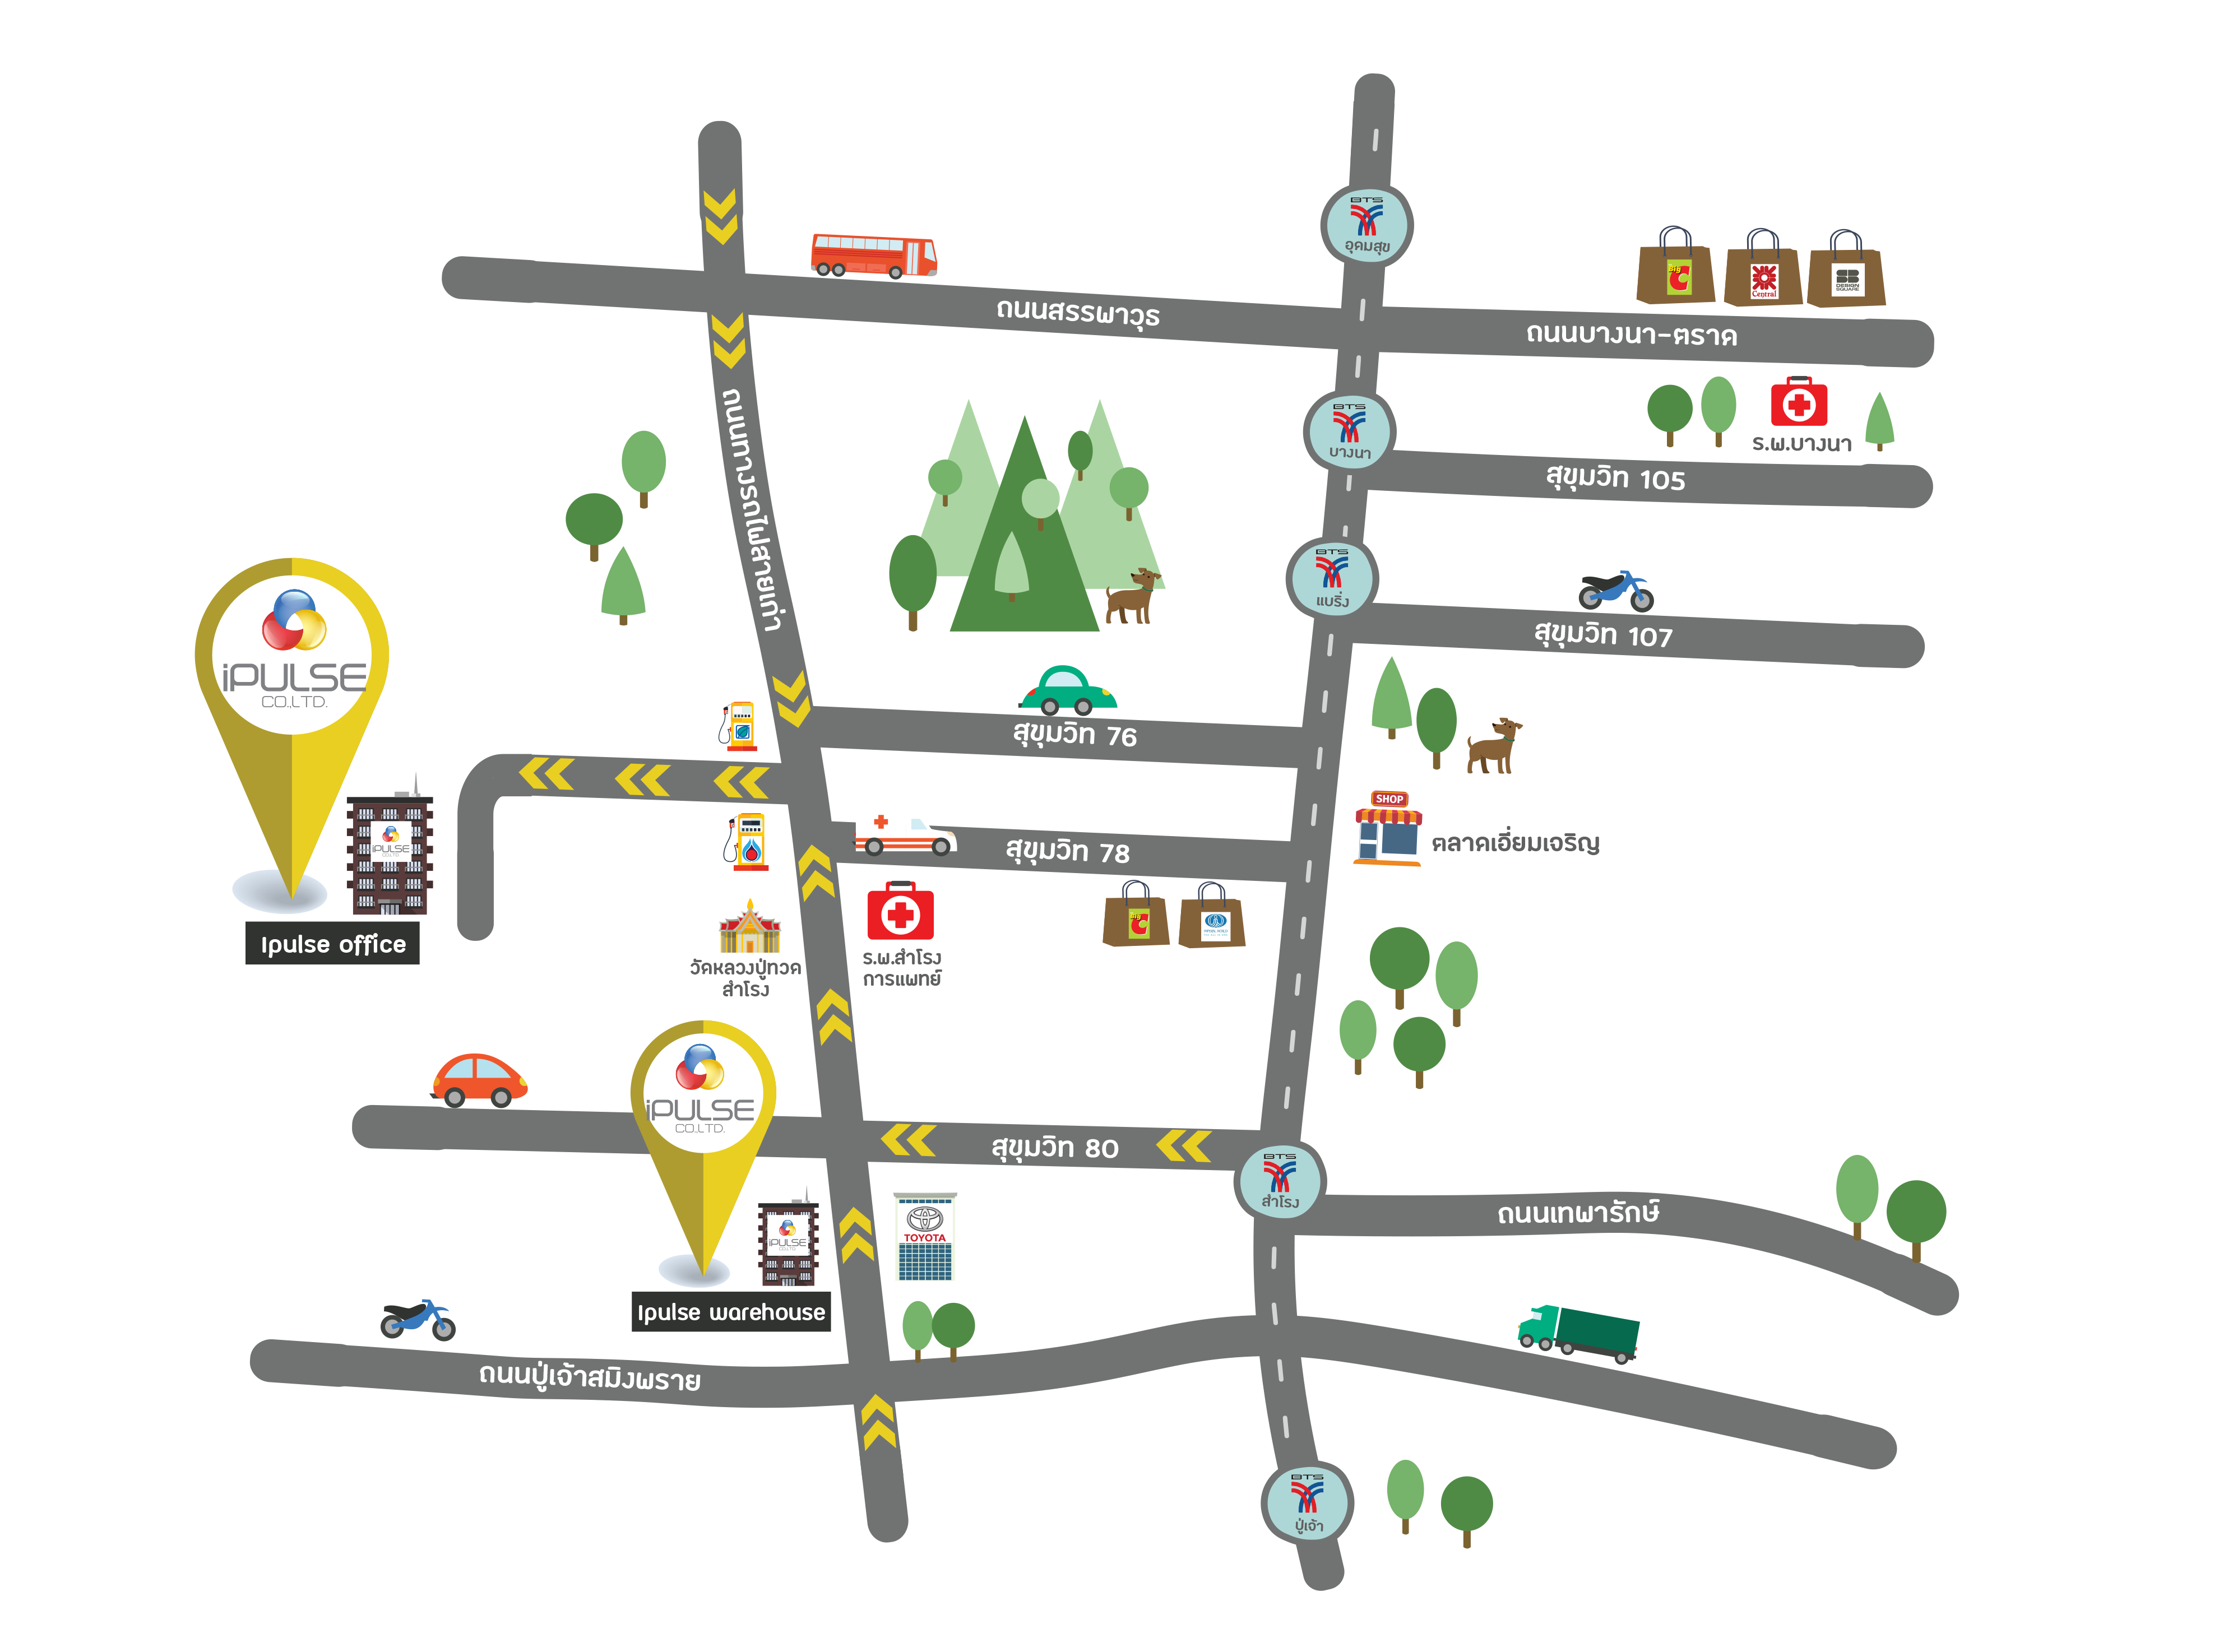 BTS
อุดมสุข
Big C
Central
SB
DESIGN
SQUARE
ถนนสรรพาวุธ
ถนนบางนา-ตราด
BTS
บางนา
ร.พ.บางนา
สุขุมวิท 105
ถนนทางรถไฟสายเก่า
BTS
แบริ่ง
สุขุมวิท 107
iPULSE
CO.,LTD.
สุขุมวิท 76
SHOP
ตลาดเอี่ยมเจริญ
iPULSE
สุขุมวิท 78
Big C
Ipulse office
วัดหลวงปู่ทวด
สำโรง
ร.พ.สำโรง
การแพทย์
iPULSE
CO.,LTD.
สุขุมวิท 80
BTS
สำโรง
ถนนเทพารักษ์
iPULSE
TOYOTA
Ipulse warehouse
ถนนปู่เจ้าสมิงพราย
BTS
ปู่เจ้า